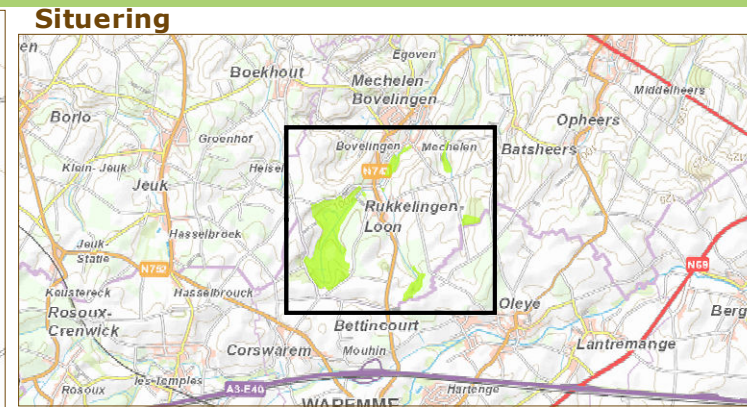 Situering
en
Egoven
Boekhout
Mechelen-
Bovelingen
Middelheers
Borlo
Opheers
Groenhof
Bovelingen
Mechelen
Batsheers
Klein- Jeuk
Heisel
N743
Jeuk
Rukkelingen-
Loon
Hasselbroek
Jeuk
Statie
N752
N69
Keustereck
Hasselbrouck
Rosoux-
Crenwick
Oleye
Berg
Bettincourt
Lantremange
Corswarem
Mouhin
Rosoux
les-Temples
A3-E40
Hartenge
WAREMME